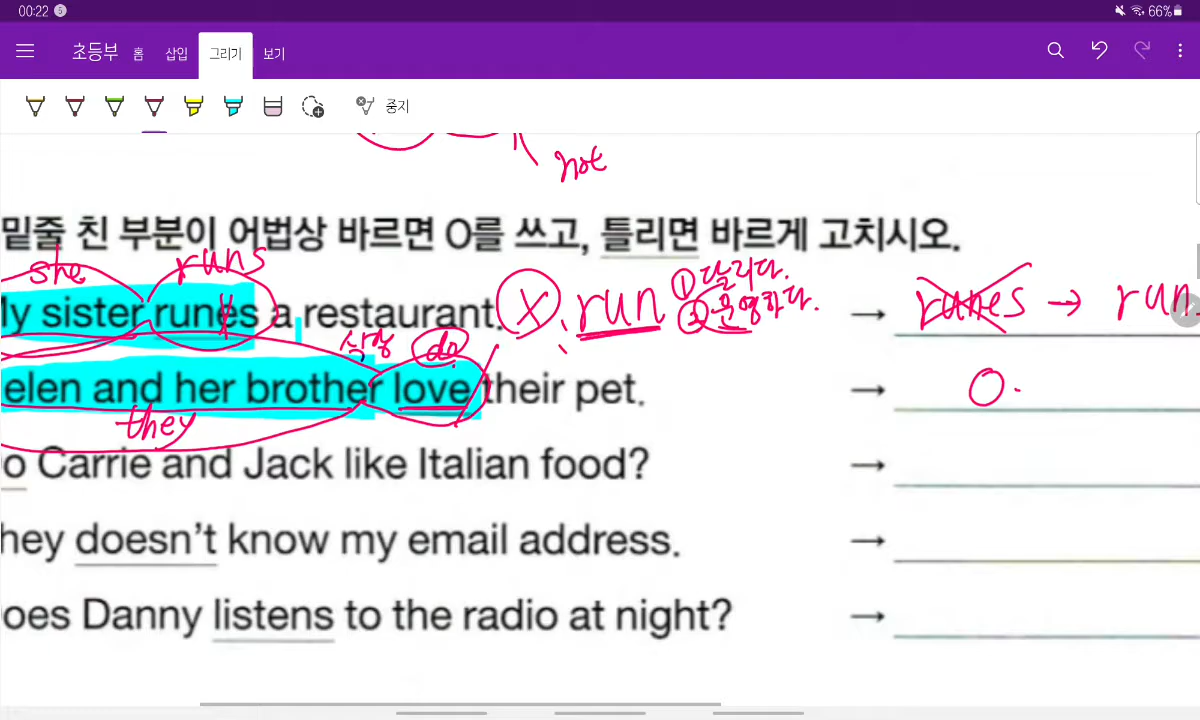 00:22 5 66%
초등부 홈 삽입 그리기 보기
중지
not
밑줄 친 부분이 어법상 바르면 O를 쓰고, 틀리면 바르게 고치시오.
she runs
ly sister runes a restaurant. X run ① 달리다. ② 운영하다. → runes → run
do
elen and her brother love their pet. → O.
they
o Carrie and Jack like Italian food? →
hey doesn't know my email address. →
oes Danny listens to the radio at night? →